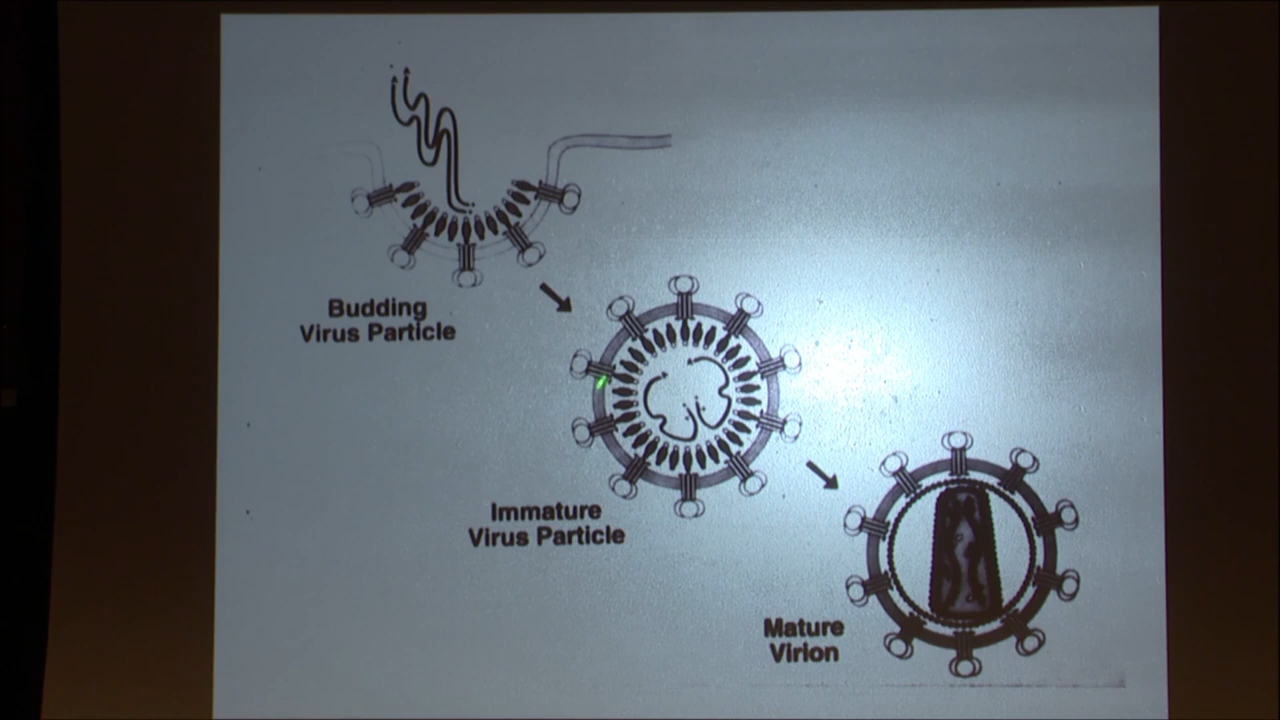 Budding
Virus Particle
Immature
Virus Particle
Mature
Virion